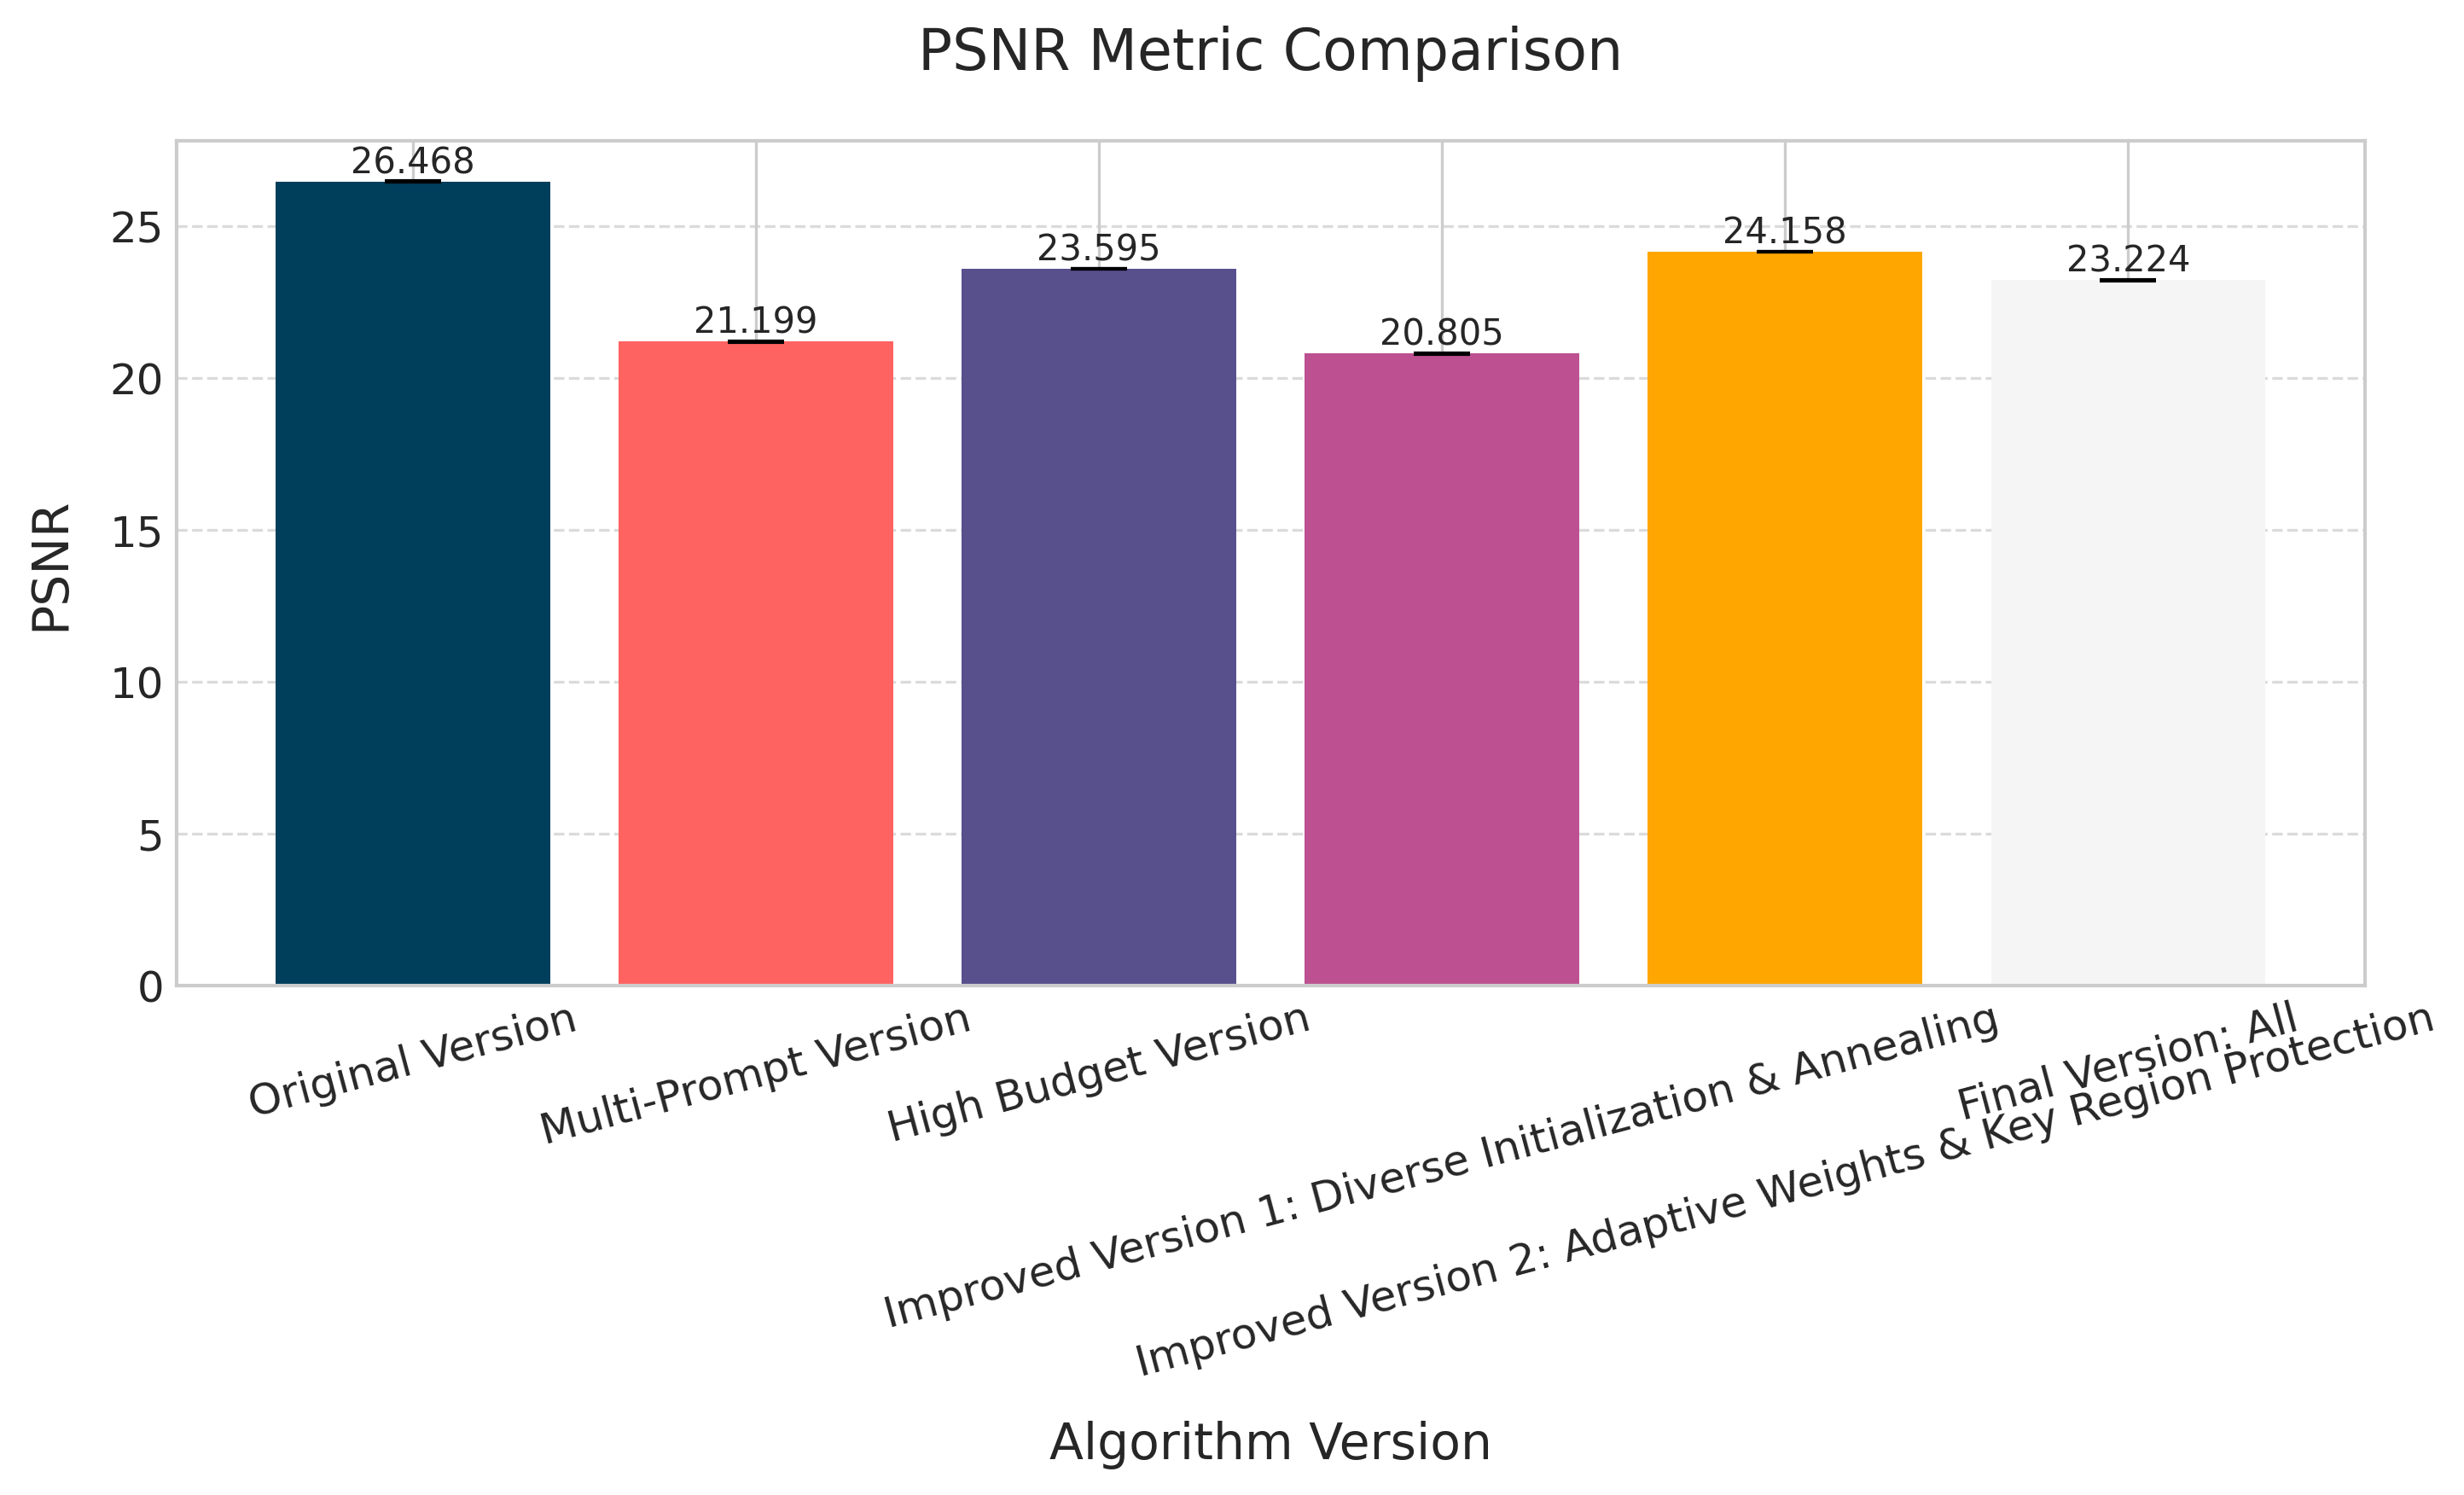 PSNR Metric Comparison
26.468
21.199
23.595
20.805
24.158
23.224
25
20
15
10
5
0
PSNR
Original Version
Multi-Prompt Version
High Budget Version
Improved Version 1: Diverse Initialization & Annealing
Improved Version 2: Adaptive Weights & Key Region Protection
Final Version: All
Algorithm Version